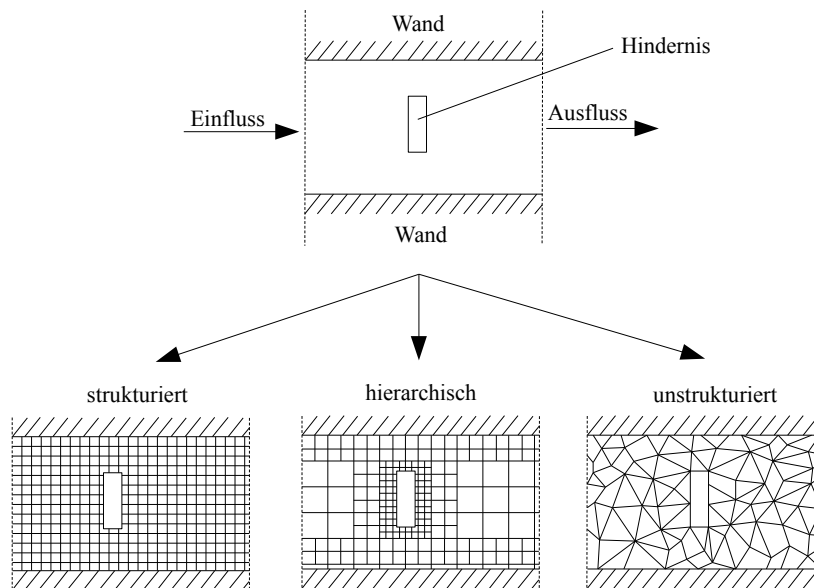 Wand
Hindernis
Einfluss
Ausfluss
Wand
strukturiert
hierarchisch
unstrukturiert